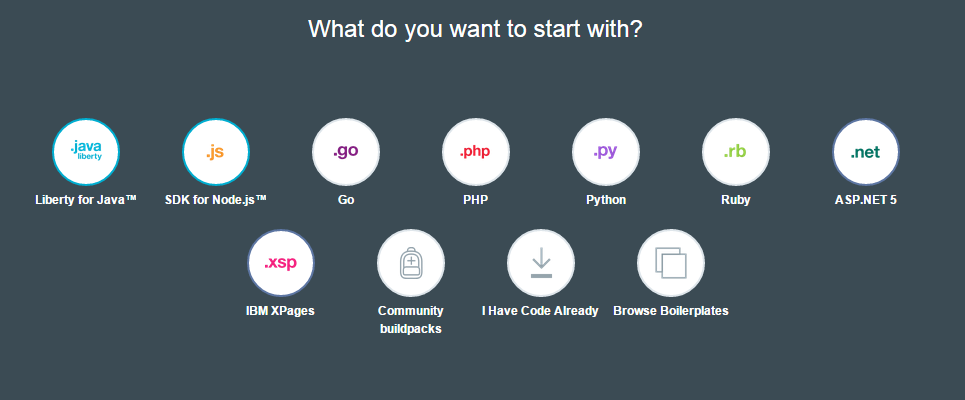 What do you want to start with?
.java
liberty
.js
.go
.php
.py
.rb
.net
Liberty for Java™
SDK for Node.js™
Go
PHP
Python
Ruby
ASP.NET 5
.xsp
IBM XPages
Community
buildpacks
I Have Code Already
Browse Boilerplates